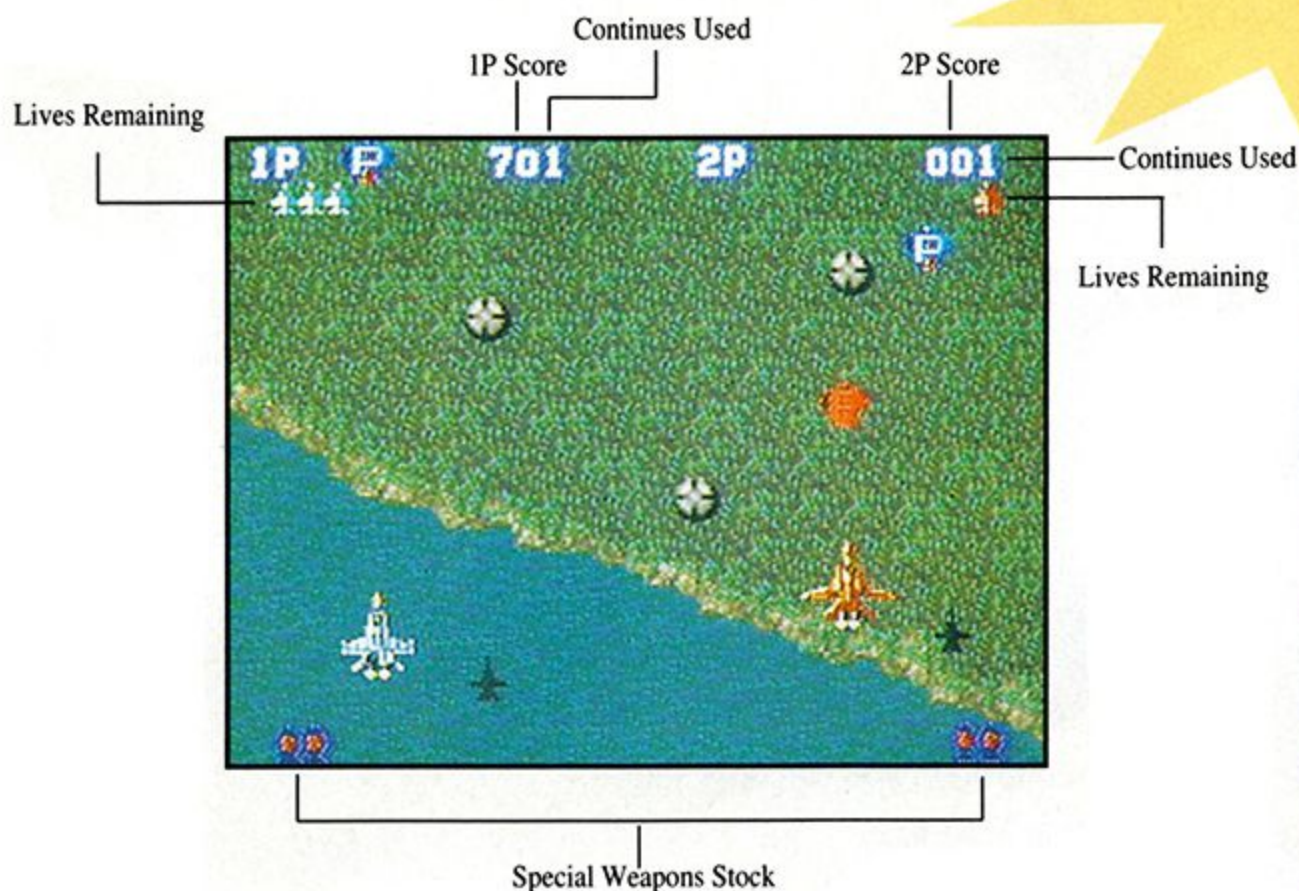 Continues Used
1P Score
2P Score
Lives Remaining
1P P 701 2P 001
Continues Used
P
Lives Remaining
Special Weapons Stock